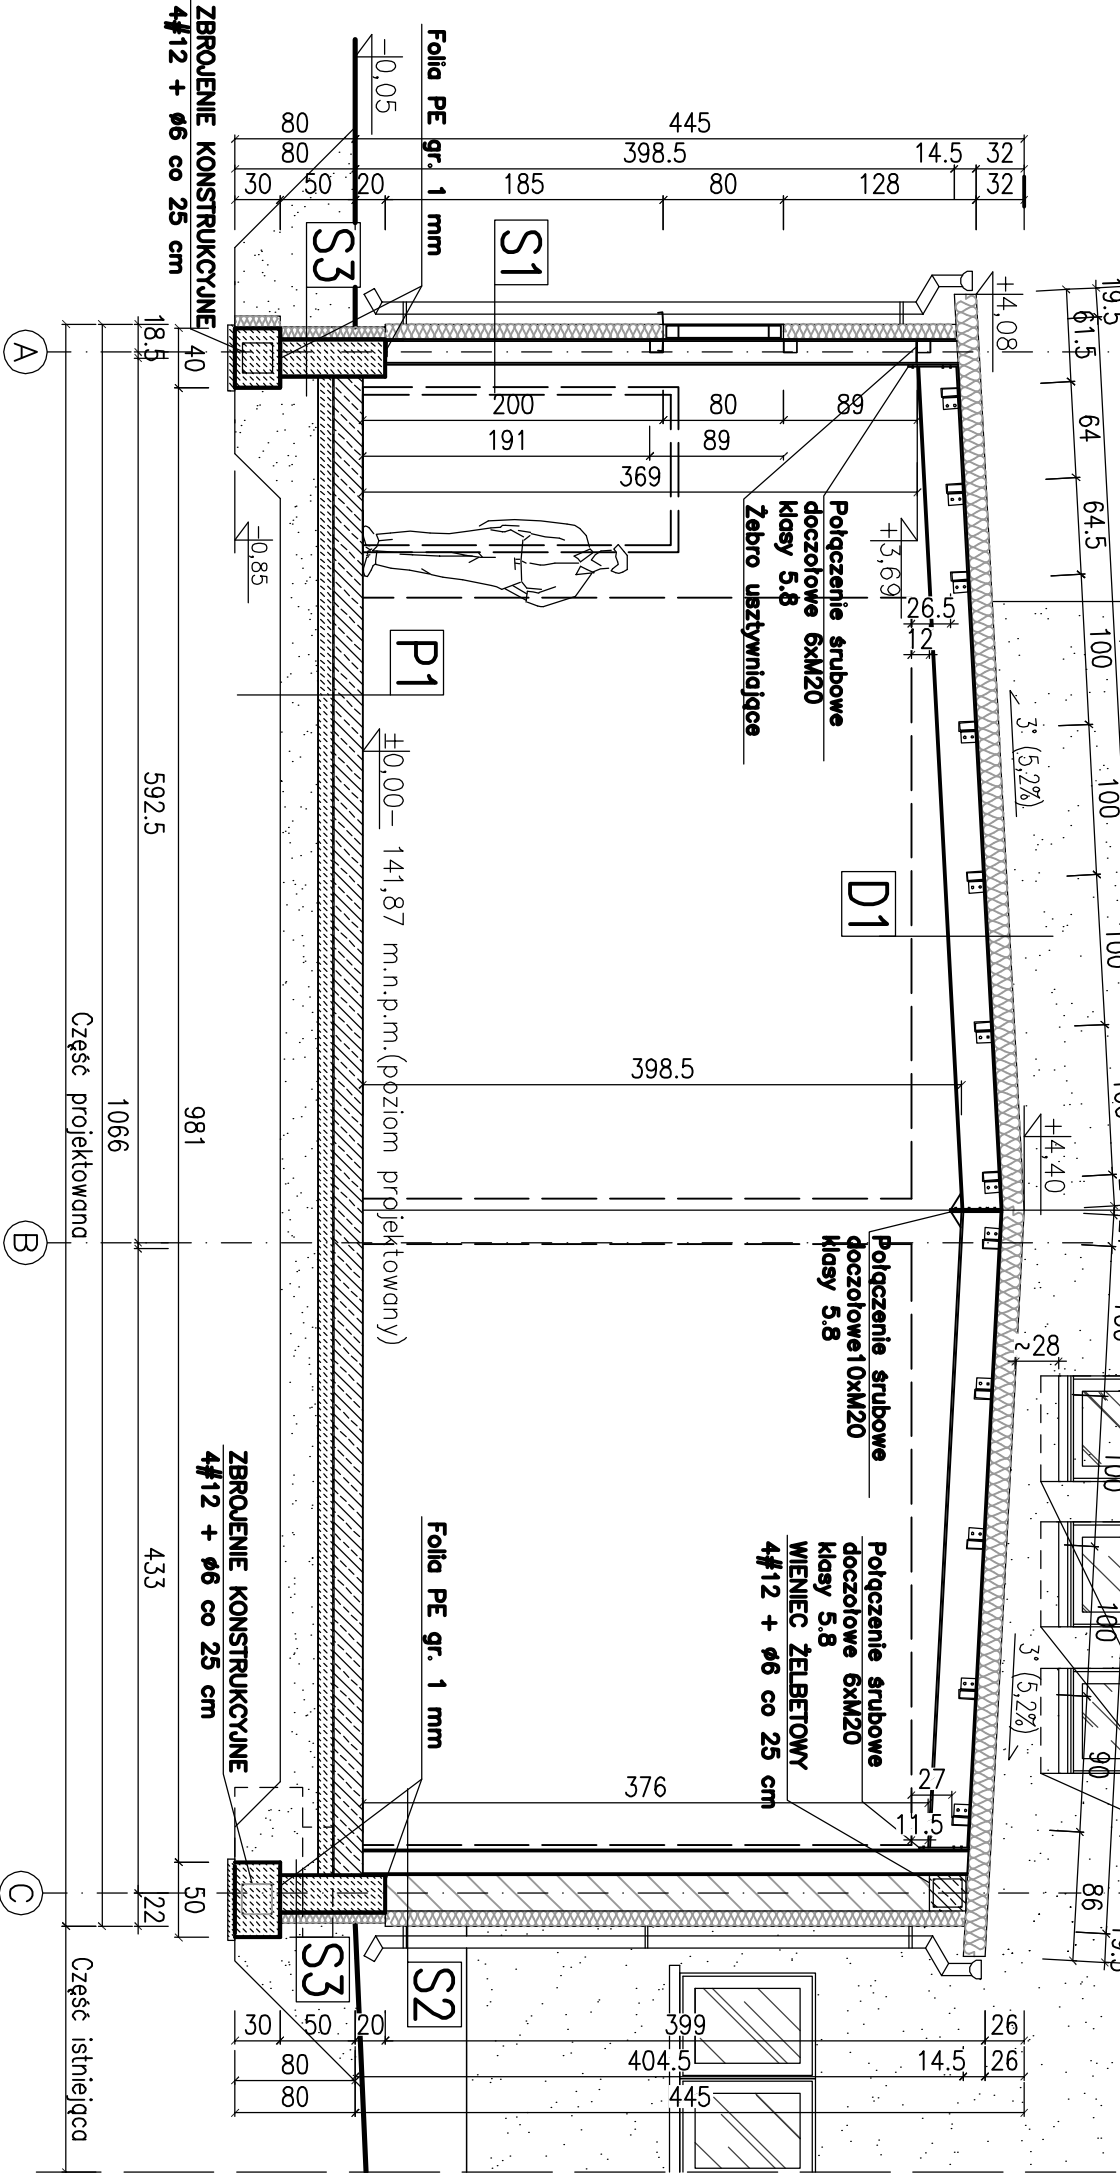 ZBROJENIE KONSTRUKCYJNE
4#12 + ø6 co 25 cm
-0,05
Folia PE gr. 1 mm
80
445
80
398.5
14.5
32
30
50
20
185
80
128
32
S3
S1
+4,08
19.5
61.5
64
64.5
100
100
100
100
100
100
100
90
86
19.5
18.5
40
A
200
80
89
191
89
369
-0,85
Połączenie śrubowe
doczołowe 6xM20
klasy 5.8
Żebro usztywniające
+3,69
26.5
12
3° (5,2%)
P1
±0,00- 141,87 m.n.p.m.(poziom projektowany)
D1
592.5
981
1066
Część projektowana
398.5
+4,40
B
Połączenie śrubowe
doczołowe10xM20
klasy 5.8
~28
ZBROJENIE KONSTRUKCYJNE
4#12 + ø6 co 25 cm
433
Folia PE gr. 1 mm
Połączenie śrubowe
doczołowe 6xM20
klasy 5.8
WIENIEC ŻELBETOWY
4#12 + ø6 co 25 cm
3° (5,2%)
376
27
11.5
50
22
C
S3
S2
Część istniejąca
30
50
20
399
26
80
404.5
14.5
26
80
445